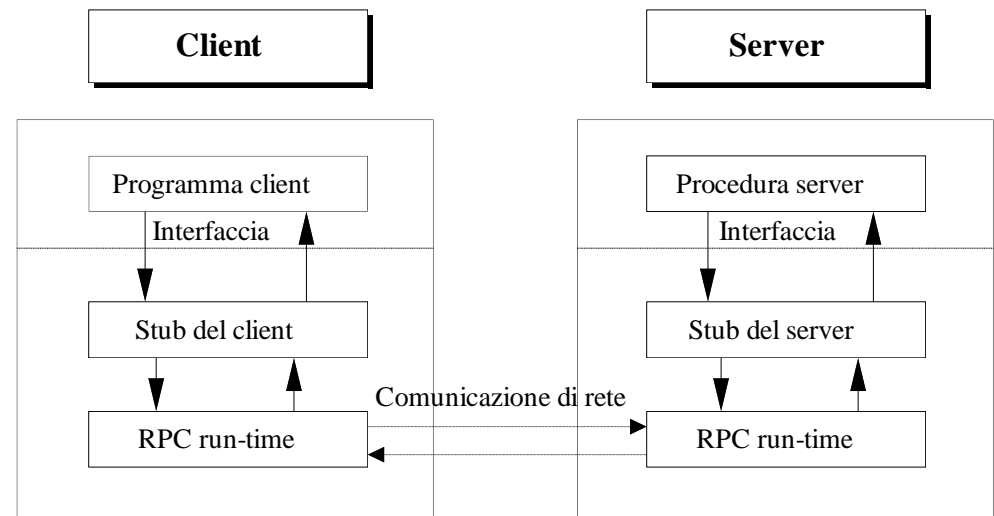 Client
Server
Programma client
Procedura server
Interfaccia
Interfaccia
Stub del client
Stub del server
Comunicazione di rete
RPC run-time
RPC run-time